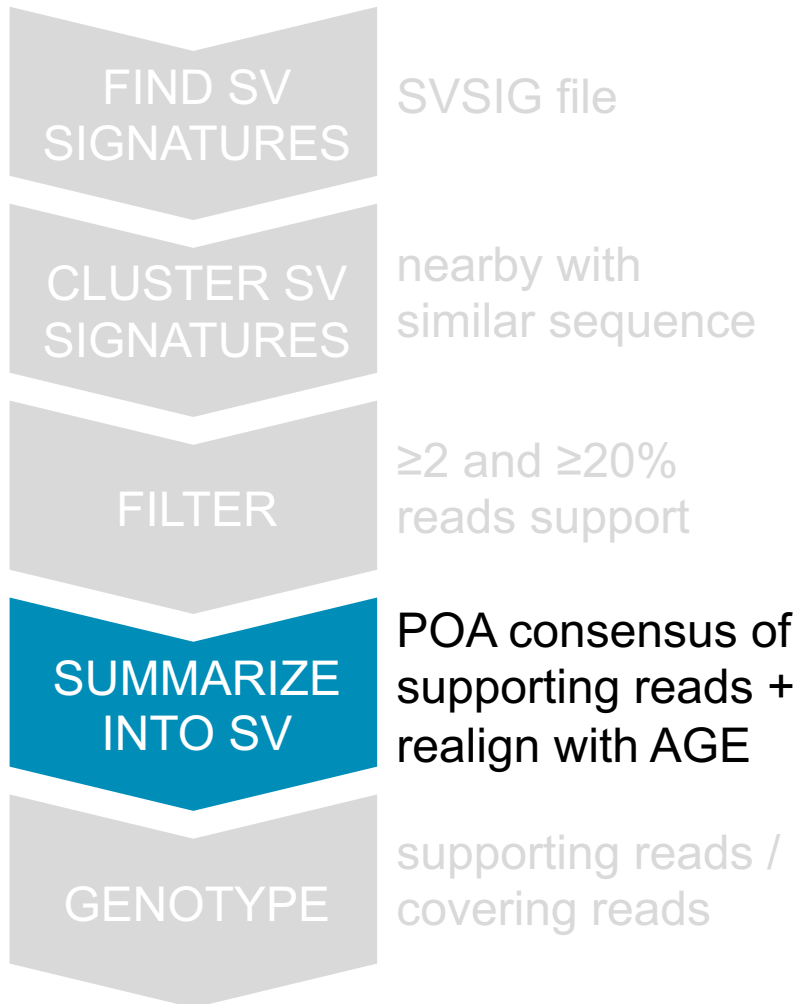 FIND SV
SIGNATURES
SVSIG file
CLUSTER SV
SIGNATURES
nearby with
similar sequence
FILTER
≥2 and ≥20%
reads support
SUMMARIZE
INTO SV
POA consensus of
supporting reads +
realign with AGE
GENOTYPE
supporting reads /
covering reads